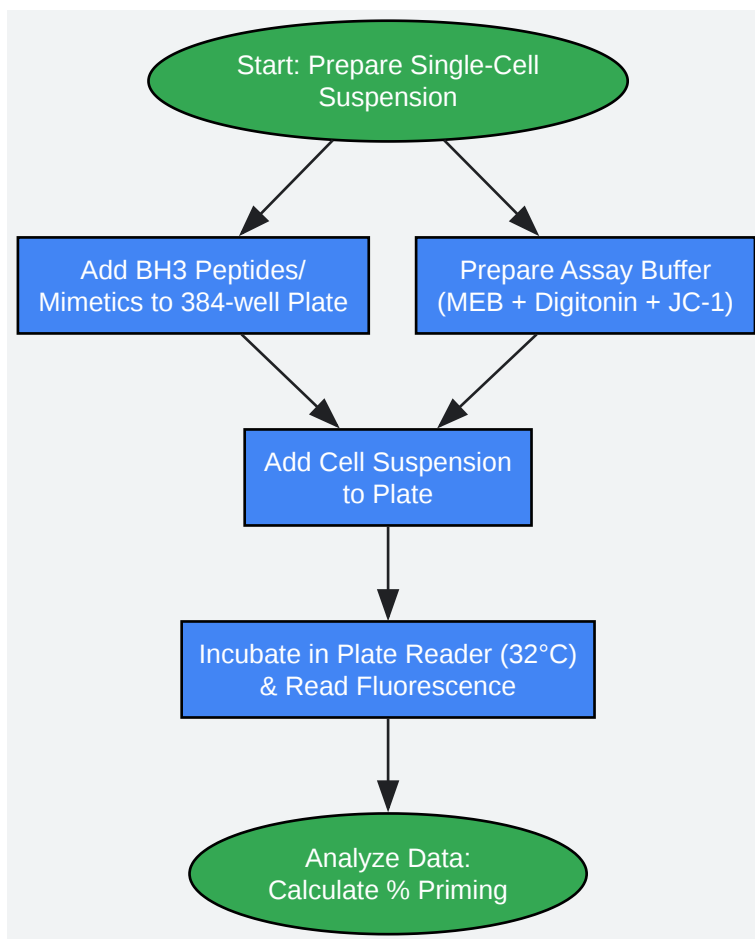 Start: Prepare Single-Cell
Suspension
Add BH3 Peptides/
Mimetics to 384-well Plate
Prepare Assay Buffer
(MEB + Digitonin + JC-1)
Add Cell Suspension
to Plate
Incubate in Plate Reader (32°C)
& Read Fluorescence
Analyze Data:
Calculate % Priming